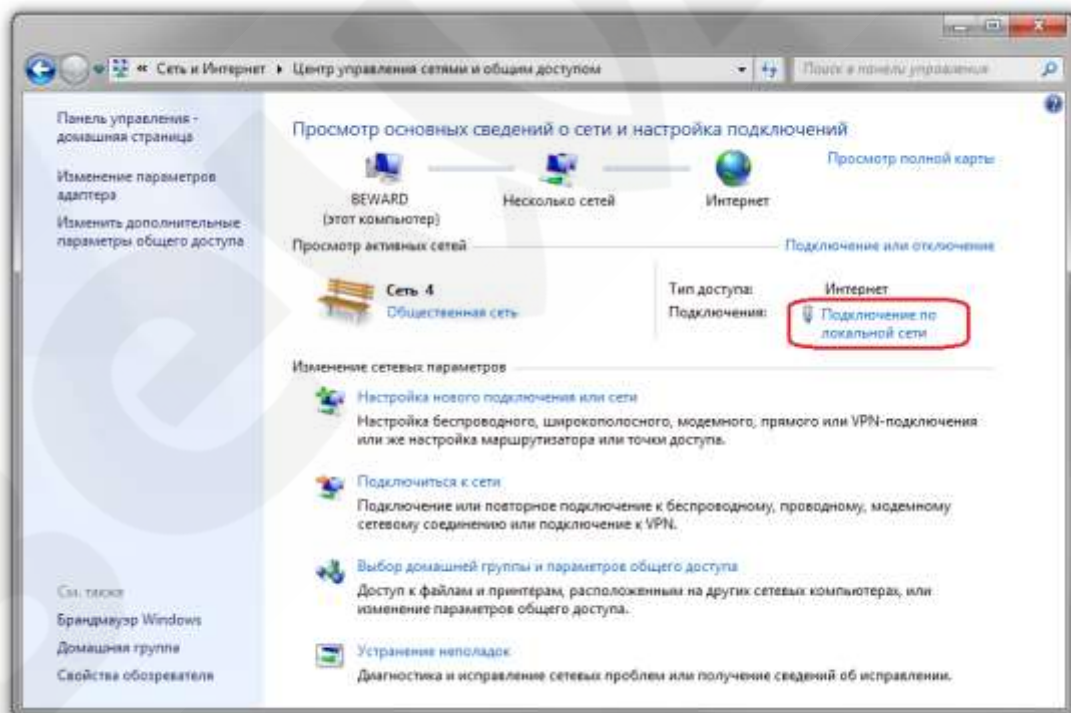 « Сеть и Интернет ▸ Центр управления сетями и общим доступом
Поиск в панели управления
Панель управления -
домашняя страница
Изменение параметров
адаптера
Изменить дополнительные
параметры общего доступа
Просмотр основных сведений о сети и настройка подключений
Просмотр полной карты
BEWARD
(этот компьютер)
Несколько сетей
Интернет
Просмотр активных сетей
Подключение или отключение
Сеть 4
Общественная сеть
Тип доступа: Интернет
Подключения: Подключение по
локальной сети
Изменение сетевых параметров
Настройка нового подключения или сети
Настройка беспроводного, широкополосного, модемного, прямого или VPN-подключения
или же настройка маршрутизатора или точки доступа.
Подключиться к сети
Подключение или повторное подключение к беспроводному, проводному, модемному
сетевому соединению или подключение к VPN.
Выбор домашней группы и параметров общего доступа
Доступ к файлам и принтерам, расположенным на других сетевых компьютерах, или
изменение параметров общего доступа.
Устранение неполадок
Диагностика и исправление сетевых проблем или получение сведений об исправлении.
См. также
Брандмауэр Windows
Домашняя группа
Свойства обозревателя